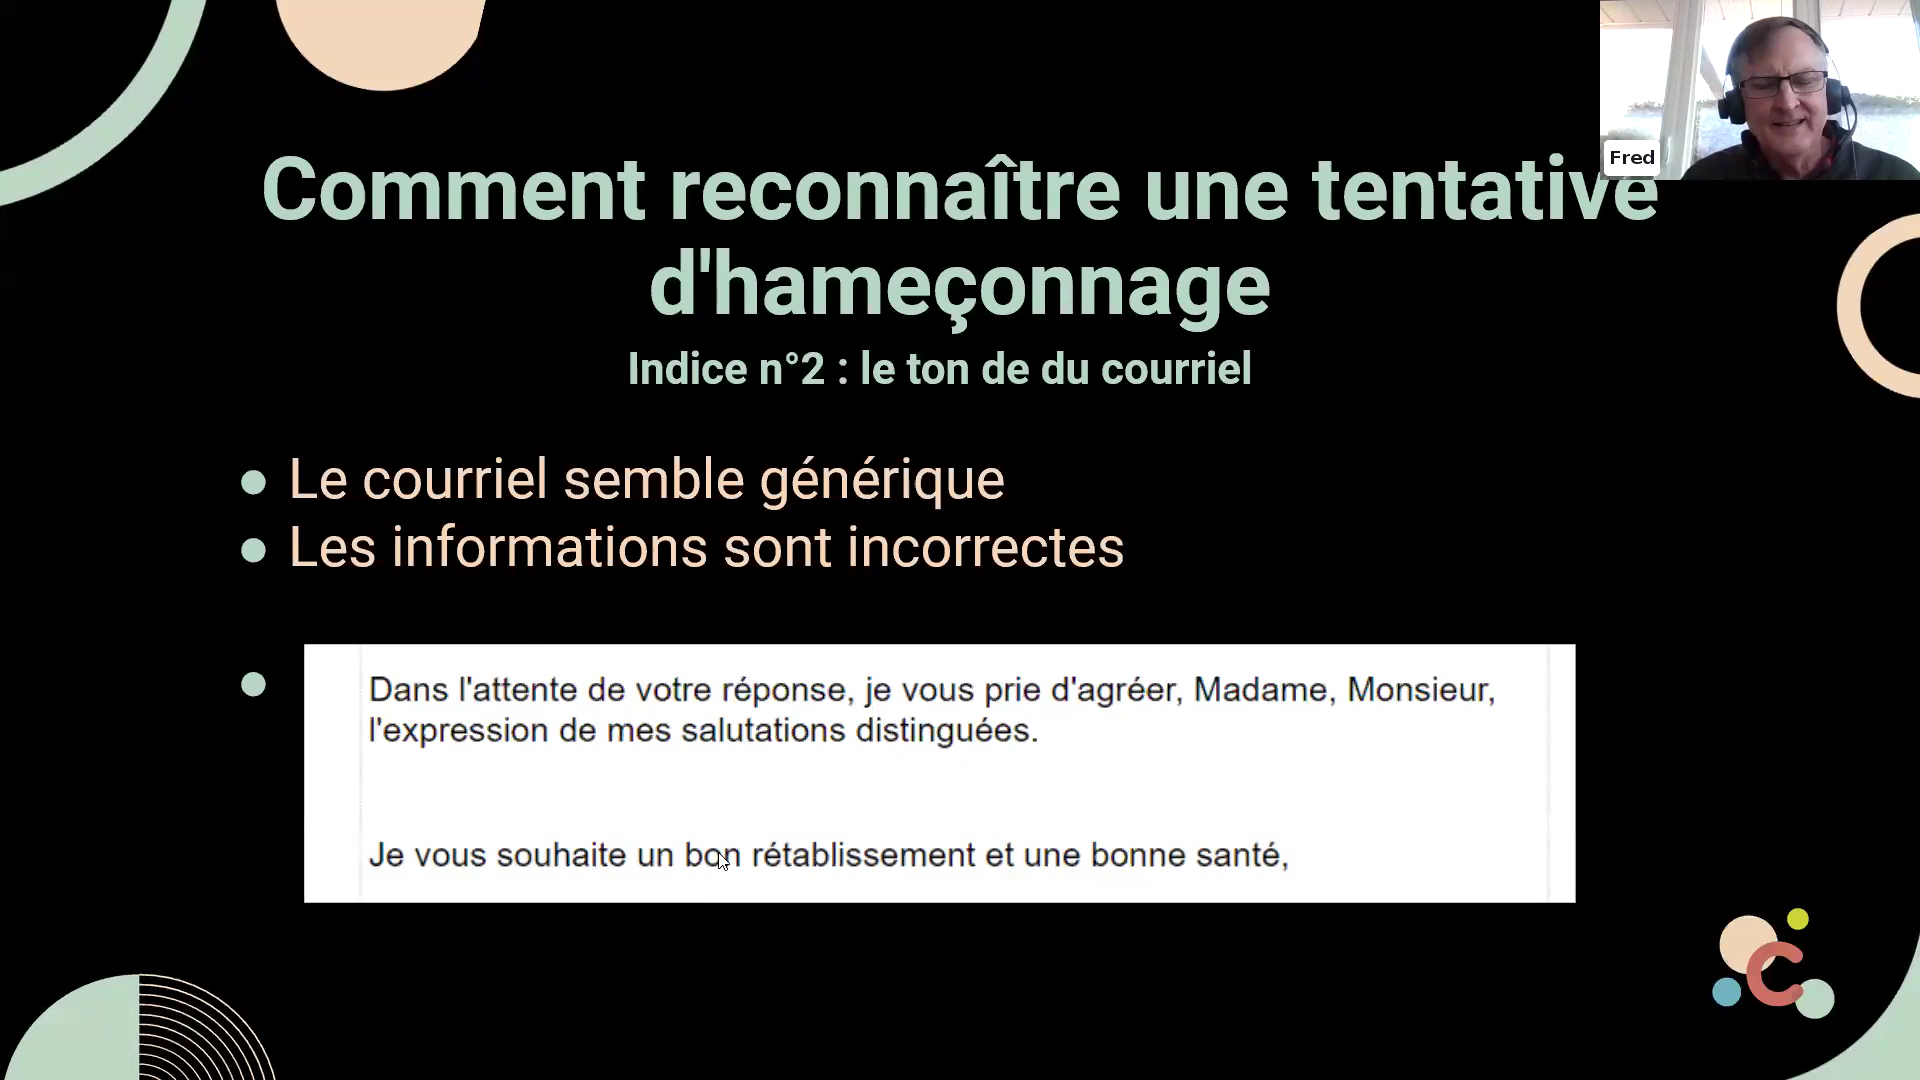 Fred
Comment reconnaître une tentative
d'hameçonnage
Indice n°2 : le ton de du courriel
Le courriel semble générique
Les informations sont incorrectes
Dans l'attente de votre réponse, je vous prie d'agréer, Madame, Monsieur,
l'expression de mes salutations distinguées.
Je vous souhaite un bon rétablissement et une bonne santé,